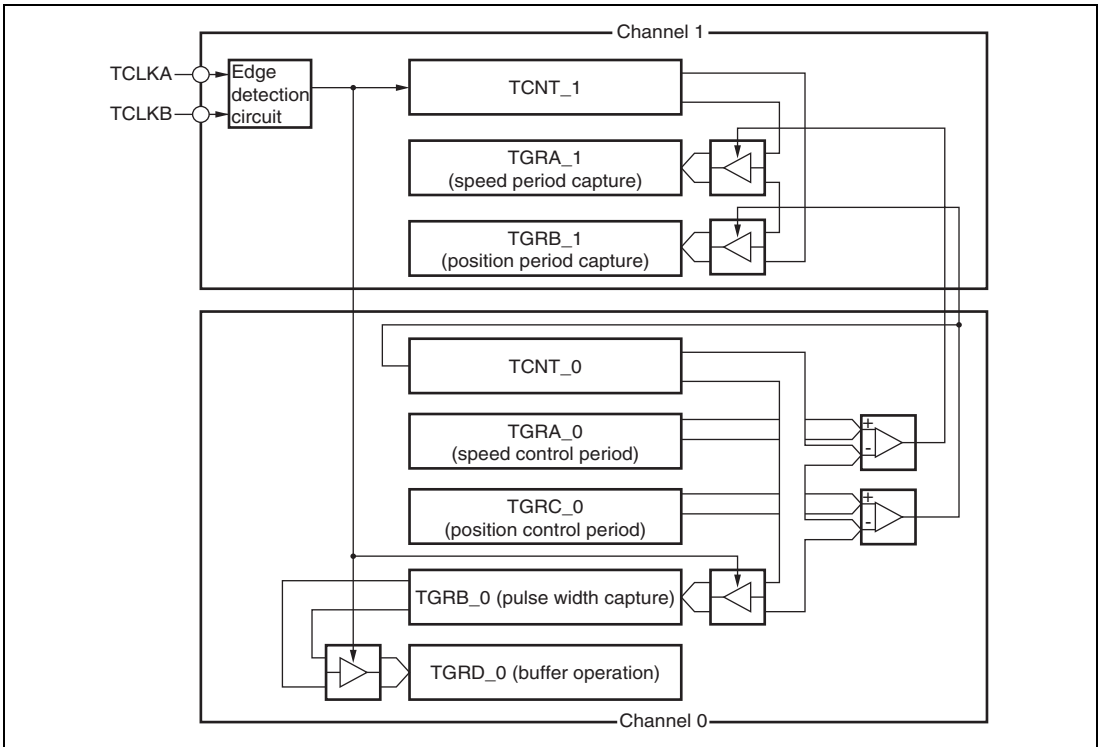 Channel 1
TCLKA
TCLKB
Edge
detection
circuit
TCNT_1
TGRA_1
(speed period capture)
TGRB_1
(position period capture)
TCNT_0
TGRA_0
(speed control period)
+
-
TGRC_0
(position control period)
+
-
TGRB_0 (pulse width capture)
TGRD_0 (buffer operation)
Channel 0